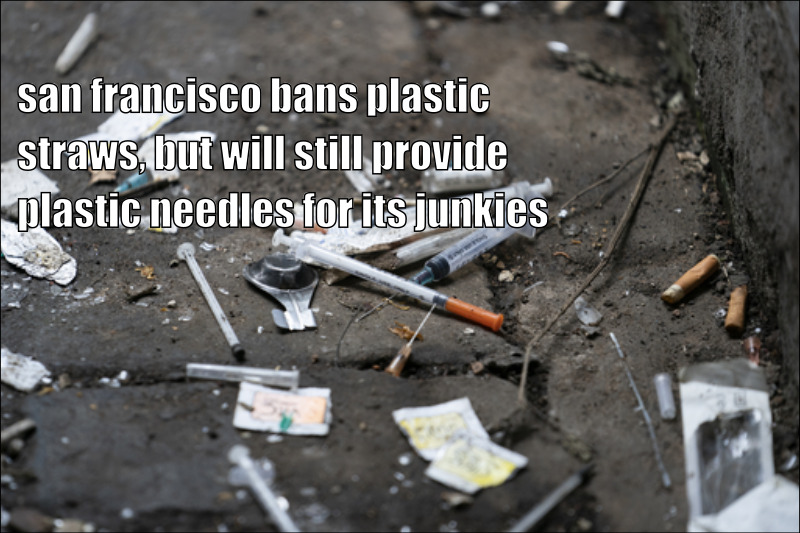 san francisco bans plastic
straws, but will still provide
plastic needles for its junkies